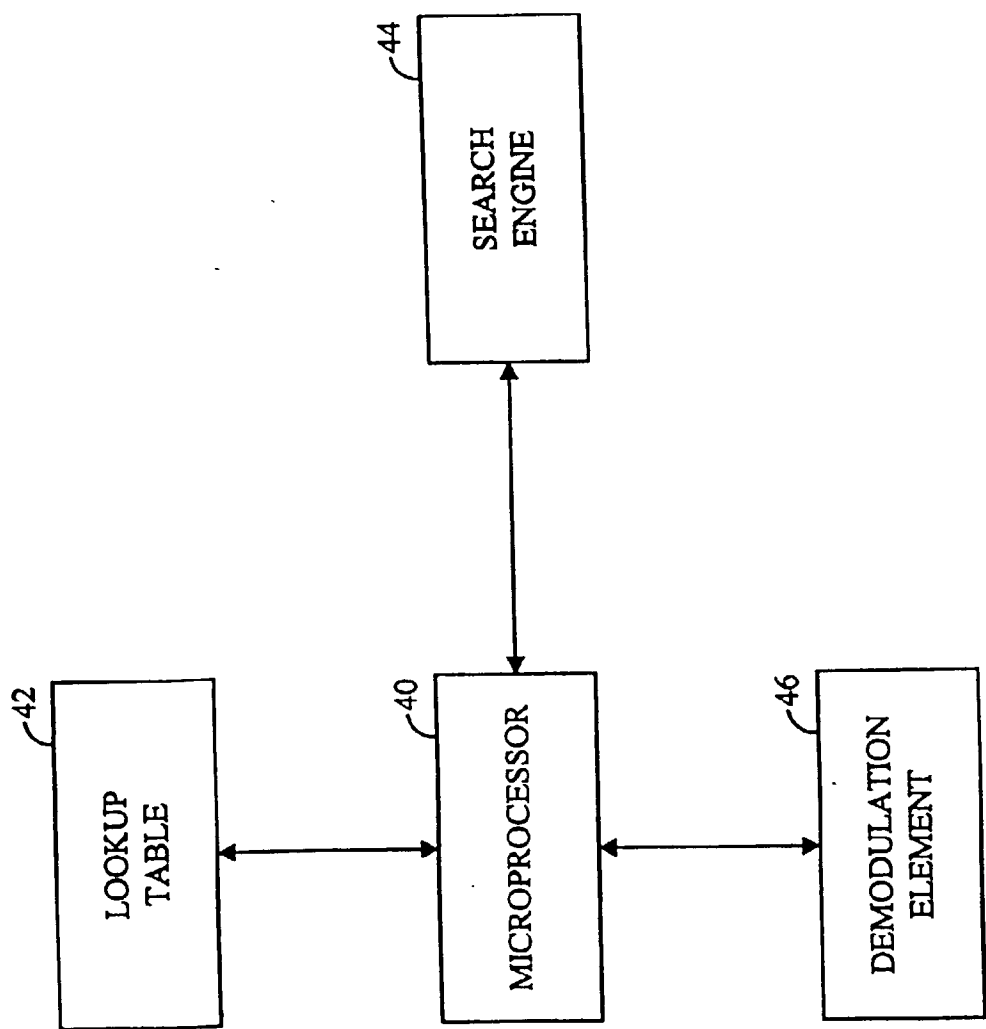 42
LOOKUP
TABLE
40
MICROPROCESSOR
44
SEARCH
ENGINE
46
DEMODULATION
ELEMENT